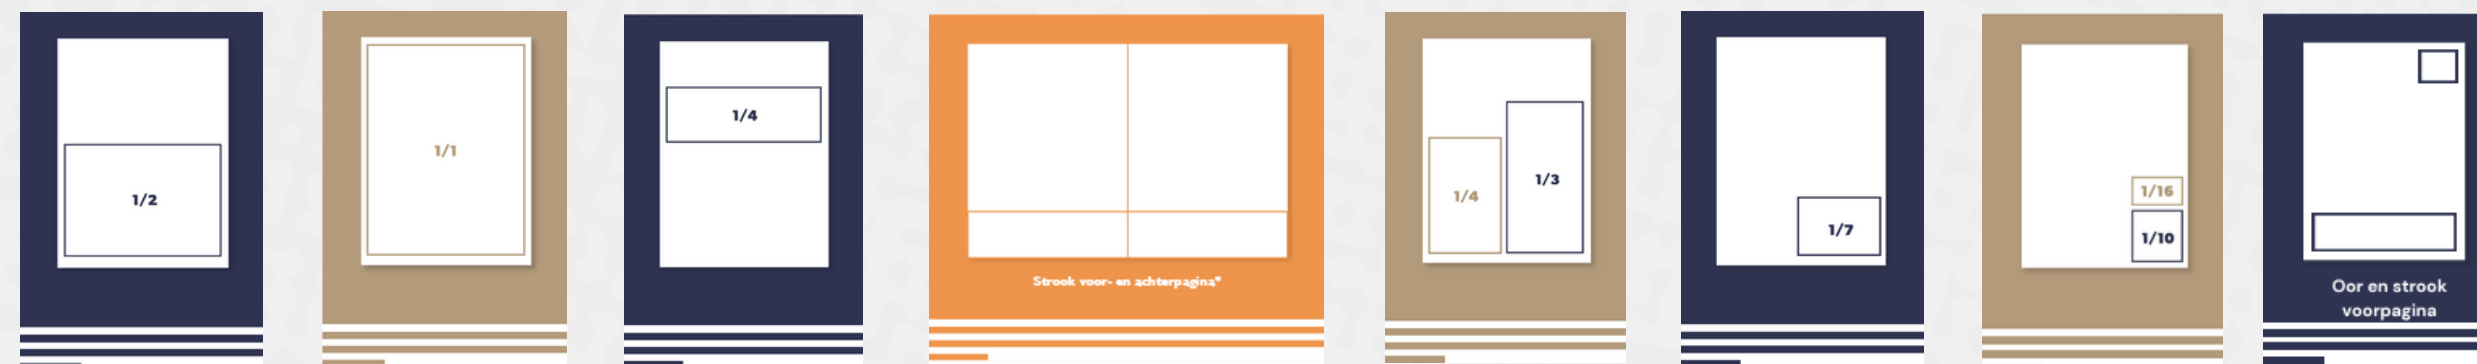 1/2
1/1
1/4
Strook voor- en achterpagina*
1/4
1/3
1/7
1/16
1/10
Oor en strook
voorpagina